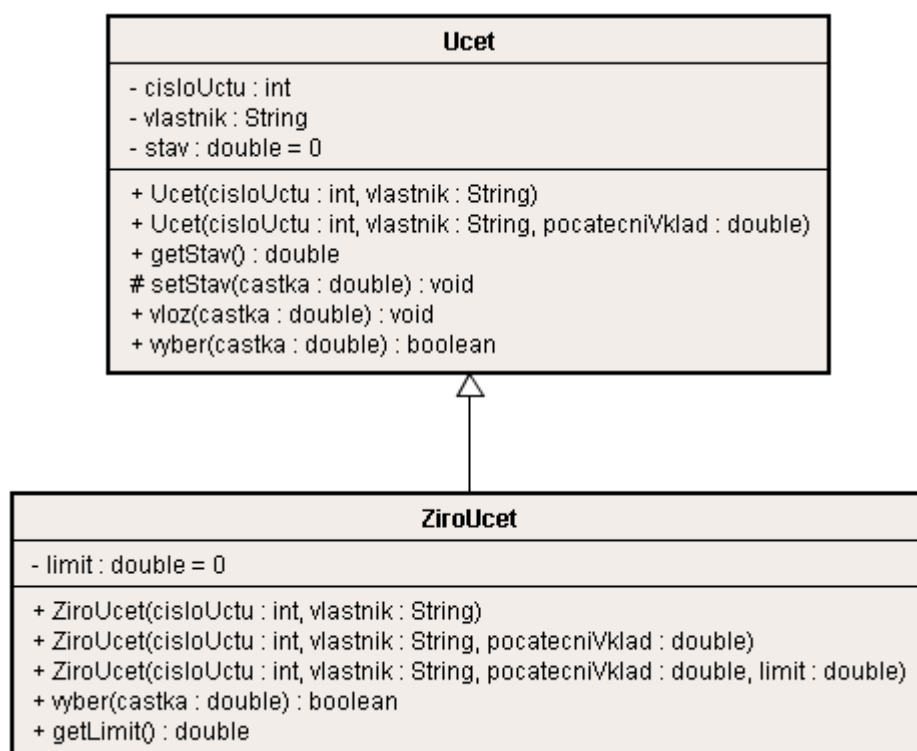 Ucet
- cisloUctu : int
- vlastnik : String
- stav : double = 0
+ Ucet(cisloUctu : int, vlastnik : String)
+ Ucet(cisloUctu : int, vlastnik : String, pocatecniVklad : double)
+ getStav() : double
# setStav(castka : double) : void
+ vloz(castka : double) : void
+ vyber(castka : double) : boolean
ZiroUcet
- limit : double = 0
+ ZiroUcet(cisloUctu : int, vlastnik : String)
+ ZiroUcet(cisloUctu : int, vlastnik : String, pocatecniVklad : double)
+ ZiroUcet(cisloUctu : int, vlastnik : String, pocatecniVklad : double, limit : double)
+ vyber(castka : double) : boolean
+ getLimit() : double